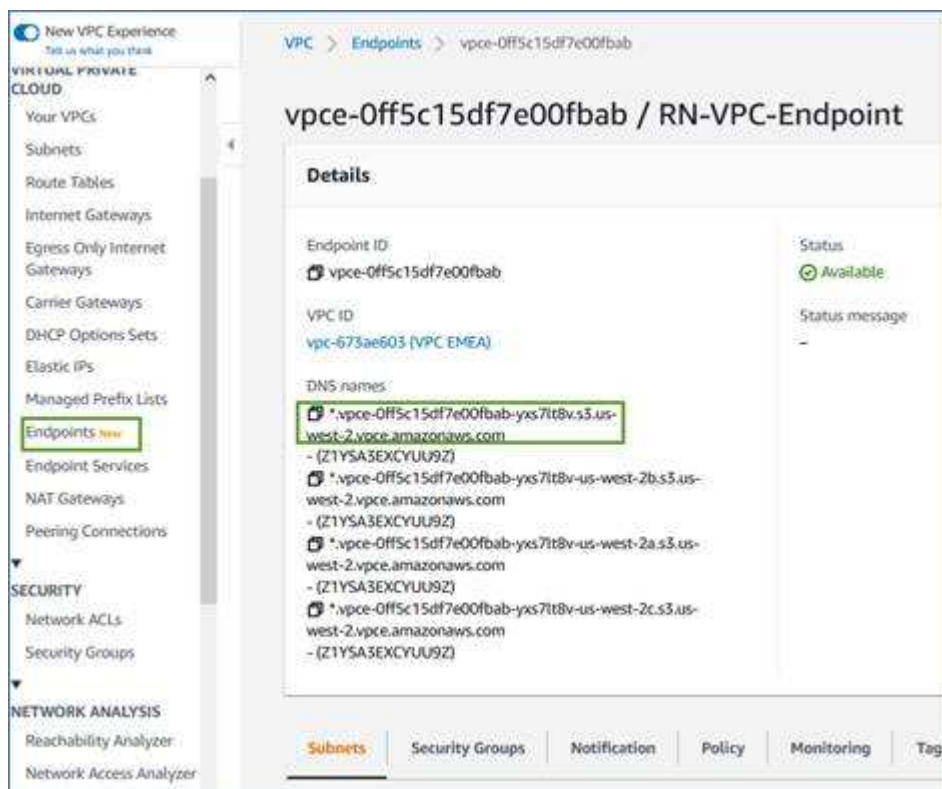 New VPC Experience
Tell us what you think
VIRTUAL PRIVATE
CLOUD
Your VPCs
Subnets
Route Tables
Internet Gateways
Egress Only Internet
Gateways
Carrier Gateways
DHCP Options Sets
Elastic IPs
Managed Prefix Lists
Endpoints New
Endpoint Services
NAT Gateways
Peering Connections
SECURITY
Network ACLs
Security Groups
NETWORK ANALYSIS
Reachability Analyzer
Network Access Analyzer
VPC > Endpoints > vpce-0ff5c15df7e00fbab
vpce-0ff5c15df7e00fbab / RN-VPC-Endpoint
Details
Endpoint ID
vpce-0ff5c15df7e00fbab
VPC ID
vpc-673ae603 (VPC EMEA)
DNS names
*.vpce-0ff5c15df7e00fbab-yxs7lt8v.s3.us-
west-2.vpce.amazonaws.com
- (Z1YSA3EXCYUU9Z)
*.vpce-0ff5c15df7e00fbab-yxs7lt8v-us-west-2b.s3.us-
west-2.vpce.amazonaws.com
- (Z1YSA3EXCYUU9Z)
*.vpce-0ff5c15df7e00fbab-yxs7lt8v-us-west-2a.s3.us-
west-2.vpce.amazonaws.com
- (Z1YSA3EXCYUU9Z)
*.vpce-0ff5c15df7e00fbab-yxs7lt8v-us-west-2c.s3.us-
west-2.vpce.amazonaws.com
- (Z1YSA3EXCYUU9Z)
Status
Available
Status message
–
Subnets Security Groups Notification Policy Monitoring Tag